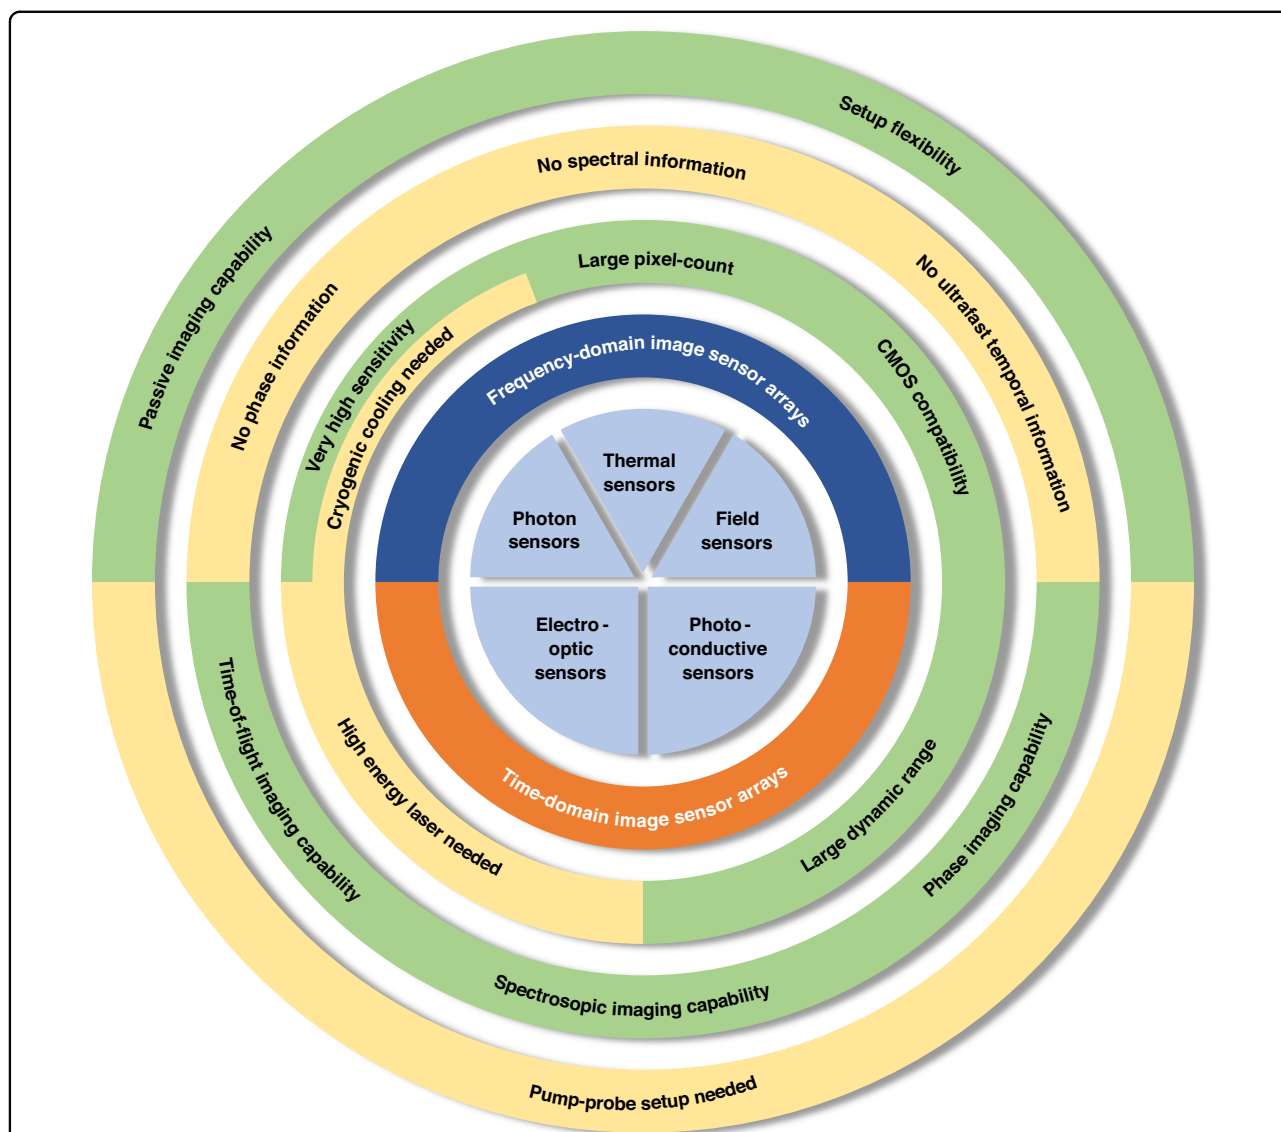 Setup flexibility
Passive imaging capability
No spectral information
No phase information
No ultrafast temporal information
Large pixel-count
Very high sensitivity
Cryogenic cooling needed
CMOS compatibility
Frequency-domain image sensor arrays
Thermal
sensors
Photon
sensors
Field
sensors
Electro-
optic
sensors
Photo-
conductive
sensors
Time-domain image sensor arrays
High energy laser needed
Large dynamic range
Time-of-flight imaging capability
Spectrosopic imaging capability
Phase imaging capability
Pump-probe setup needed